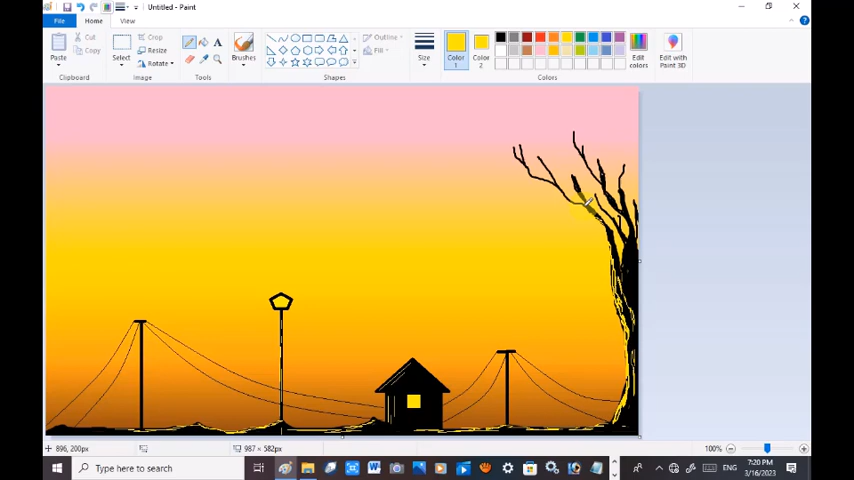 Untitled - Paint
File Home View
Paste
Cut
Copy
Clipboard
Select
Crop
Resize
Rotate
Image
A
Tools
Brushes
Outline
Fill
Shapes
Size
Color 1
Color 2
Colors
Edit colors
Edit with Paint 3D
896, 200px
987 × 582px
100%
Type here to search
ENG
7:20 PM
3/16/2023